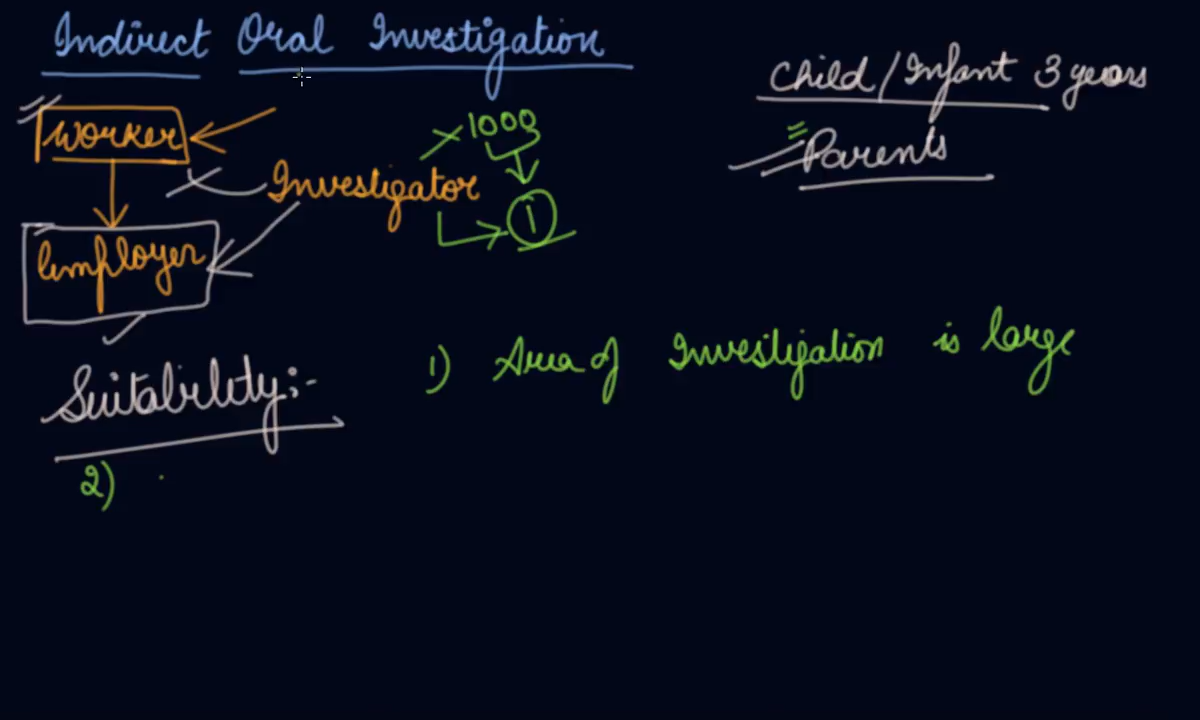 Indirect Oral Investigation
Child/Infant 3 years
Worker
1000
Parents
Investigator
1
Employer
1) Area of Investigation is large
Suitability:-
2)